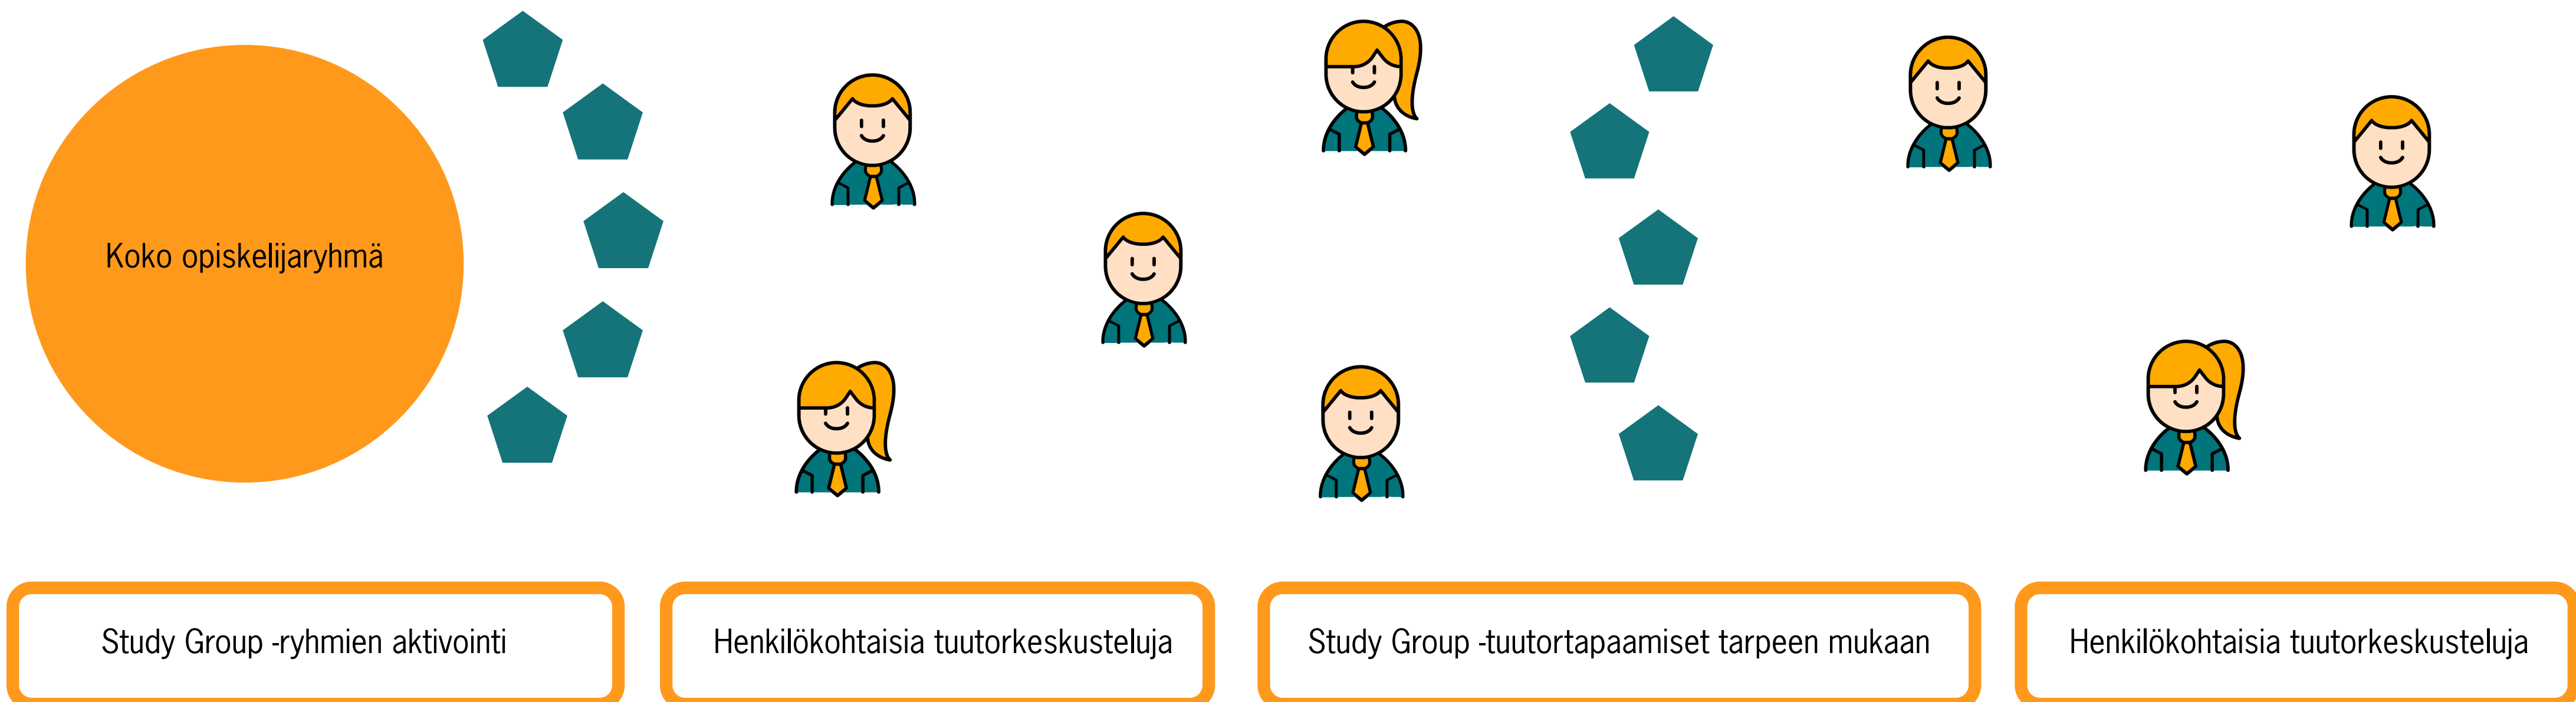 Koko opiskelijaryhmä
Study Group -ryhmien aktivointi
Henkilökohtaisia tuutorkeskusteluja
Study Group -tuutortapaamiset tarpeen mukaan
Henkilökohtaisia tuutorkeskusteluja